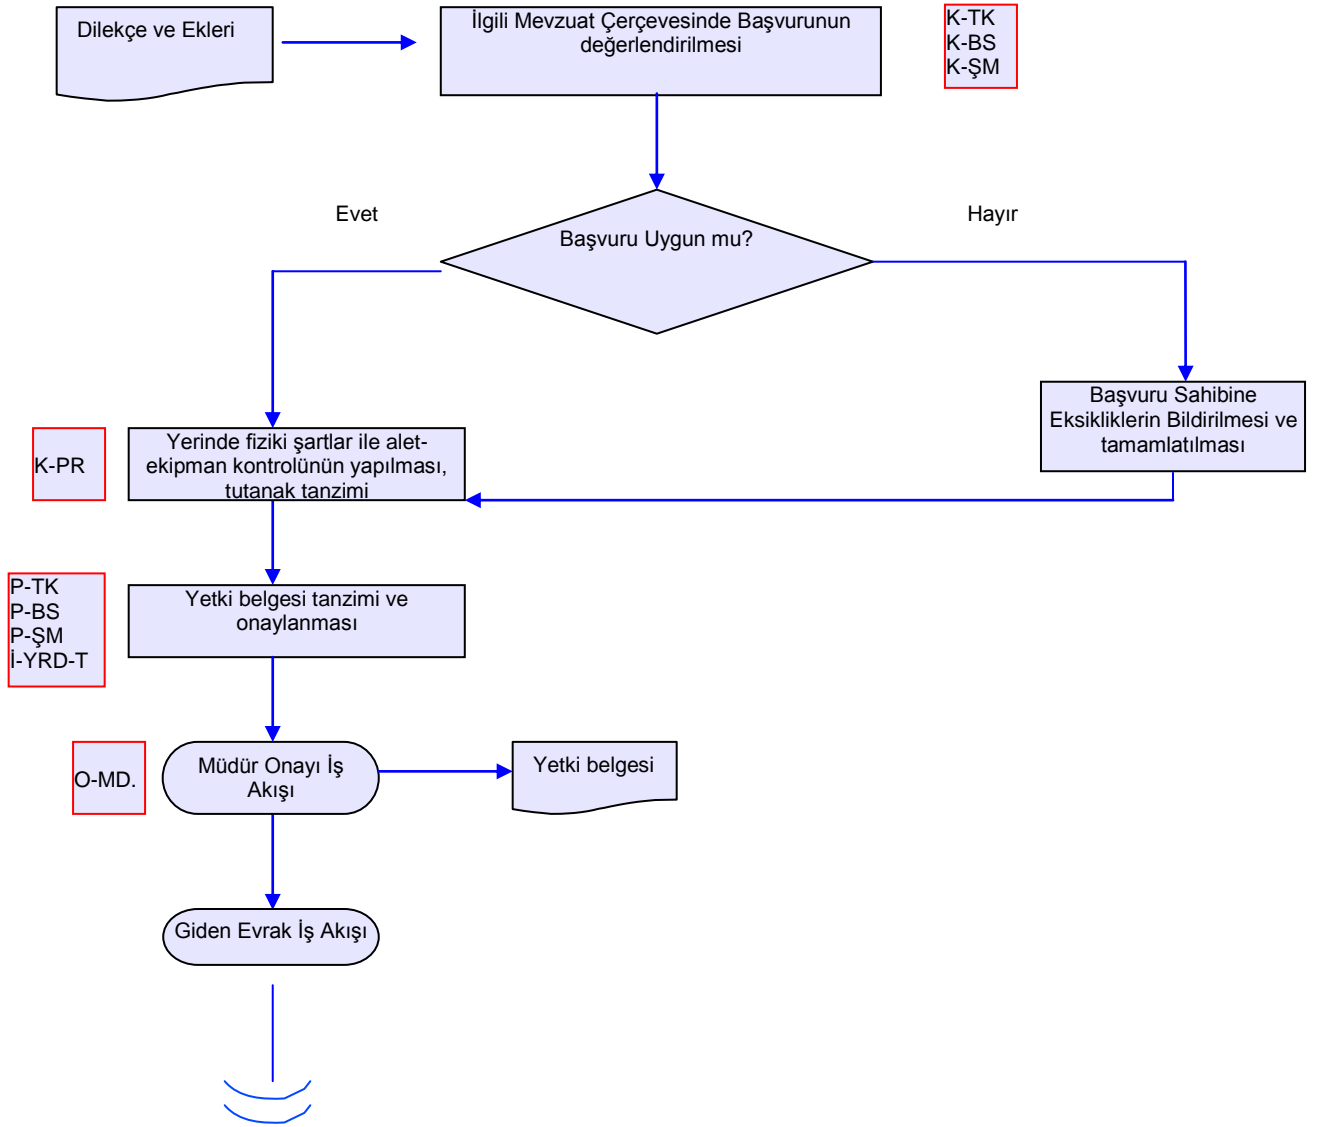 Dilekçe ve Ekleri
İlgili Mevzuat Çerçevesinde Başvurunun
değerlendirilmesi
K-TK
K-BS
K-ŞM
Evet
Başvuru Uygun mu?
Hayır
Başvuru Sahibine
Eksikliklerin Bildirilmesi ve
tamamlatılması
K-PR
Yerinde fiziki şartlar ile alet-
ekipman kontrolünün yapılması,
tutanak tanzimi
P-TK
P-BS
P-ŞM
İ-YRD-T
Yetki belgesi tanzimi ve
onaylanması
O-MD.
Müdür Onayı İş
Akışı
Yetki belgesi
Giden Evrak İş Akışı